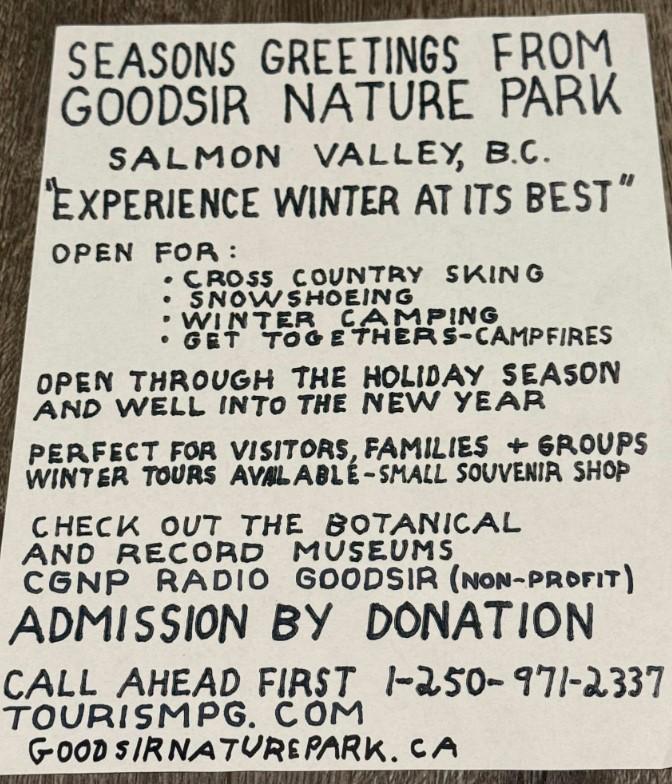 SEASONS GREETINGS FROM
GOODSIR NATURE PARK
SALMON VALLEY, B.C.
"EXPERIENCE WINTER AT ITS BEST"
OPEN FOR:
• CROSS COUNTRY SKING
• SNOWSHOEING
• WINTER CAMPING
• GET TOGETHERS-CAMPFIRES
OPEN THROUGH THE HOLIDAY SEASON
AND WELL INTO THE NEW YEAR
PERFECT FOR VISITORS, FAMILIES + GROUPS
WINTER TOURS AVAILABLE-SMALL SOUVENIR SHOP
CHECK OUT THE BOTANICAL
AND RECORD MUSEUMS
CGNP RADIO GOODSIR (NON-PROFIT)
ADMISSION BY DONATION
CALL AHEAD FIRST 1-250-971-2337
TOURISMPG. COM
GOODSIRNATUREPARK. CA